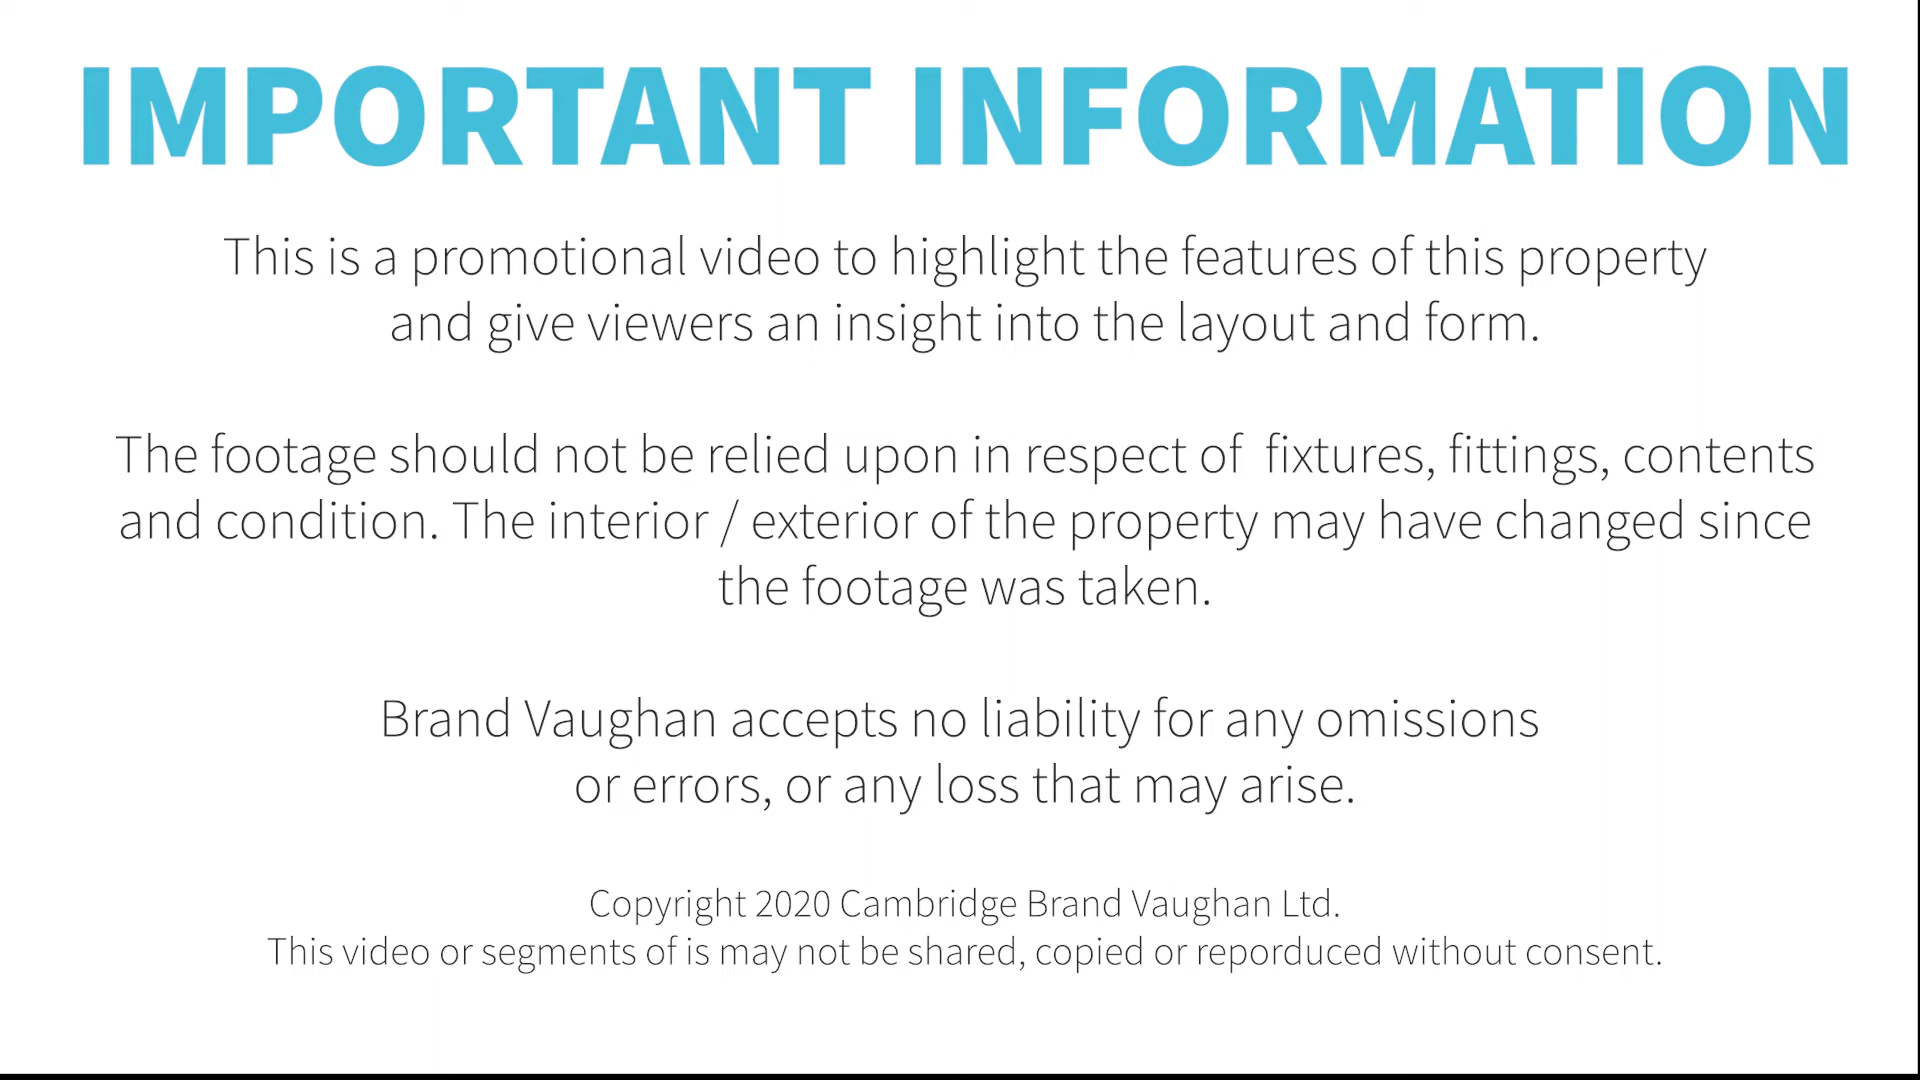 IMPORTANT INFORMATION
This is a promotional video to highlight the features of this property
and give viewers an insight into the layout and form.
The footage should not be relied upon in respect of  fixtures, fittings, contents
and condition. The interior / exterior of the property may have changed since
the footage was taken.
Brand Vaughan accepts no liability for any omissions
or errors, or any loss that may arise.
Copyright 2020 Cambridge Brand Vaughan Ltd.
This video or segments of is may not be shared, copied or reporduced without consent.